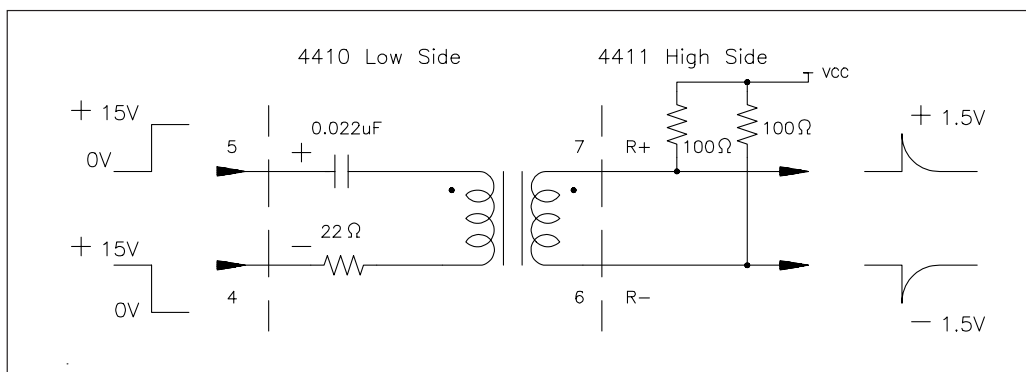 4410 Low Side
4411 High Side
VCC
+ 15V
0V
5
+
0.022uF
7
R+
100Ω
100Ω
+ 1.5V
+ 15V
0V
4
−
22Ω
6
R−
− 1.5V